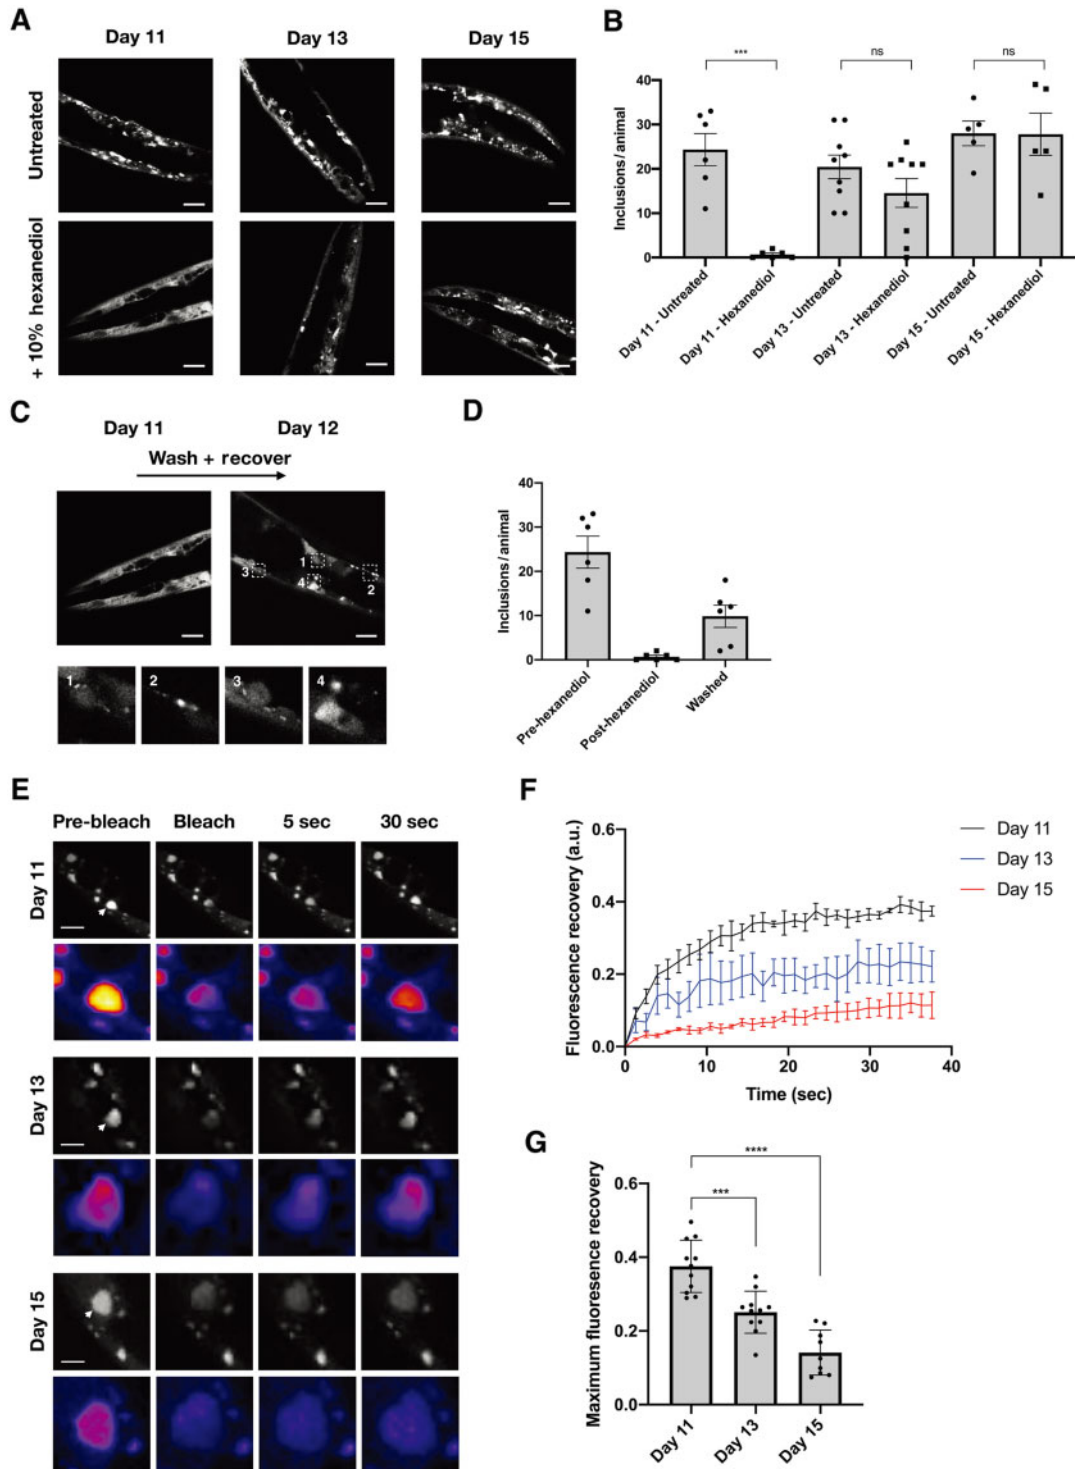 A
Day 11 Day 13 Day 15
Untreated
+ 10% hexanediol
B
*** ns ns
Inclusions / animal
40
30
20
10
0
Day 11 - Untreated
Day 11 - Hexanediol
Day 13 - Untreated
Day 13 - Hexanediol
Day 15 - Untreated
Day 15 - Hexanediol
C
Day 11 Day 12
Wash + recover
1
2
3
4
1 2 3 4
D
Inclusions / animal
40
30
20
10
0
Pre-hexanediol
Post-hexanediol
Washed
E
Pre-bleach Bleach 5 sec 30 sec
Day 11
Day 13
Day 15
F
Fluorescence recovery (a.u.)
0.6
0.4
0.2
0.0
0 10 20 30 40
Time (sec)
Day 11
Day 13
Day 15
G
****
***
Maximum fluoresence recovery
0.6
0.4
0.2
0.0
Day 11
Day 13
Day 15